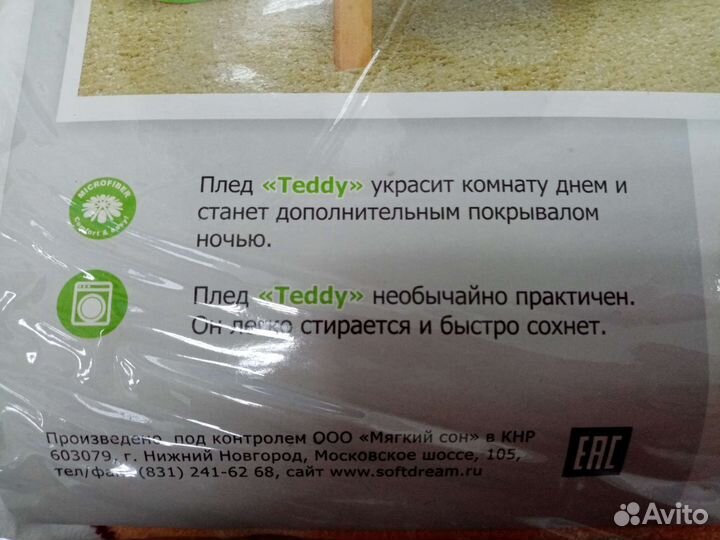 MICROFIBER
Плед «Teddy» украсит комнату днем и
станет дополнительным покрывалом
ночью.
Плед «Teddy» необычайно практичен.
Он легко стирается и быстро сохнет.
Произведено под контролем ООО «Мягкий сон» в КНР
603079, г. Нижний Новгород, Московское шоссе, 105,
тел/факс (831) 241-62 68, сайт www.softdream.ru
EAC
Avito